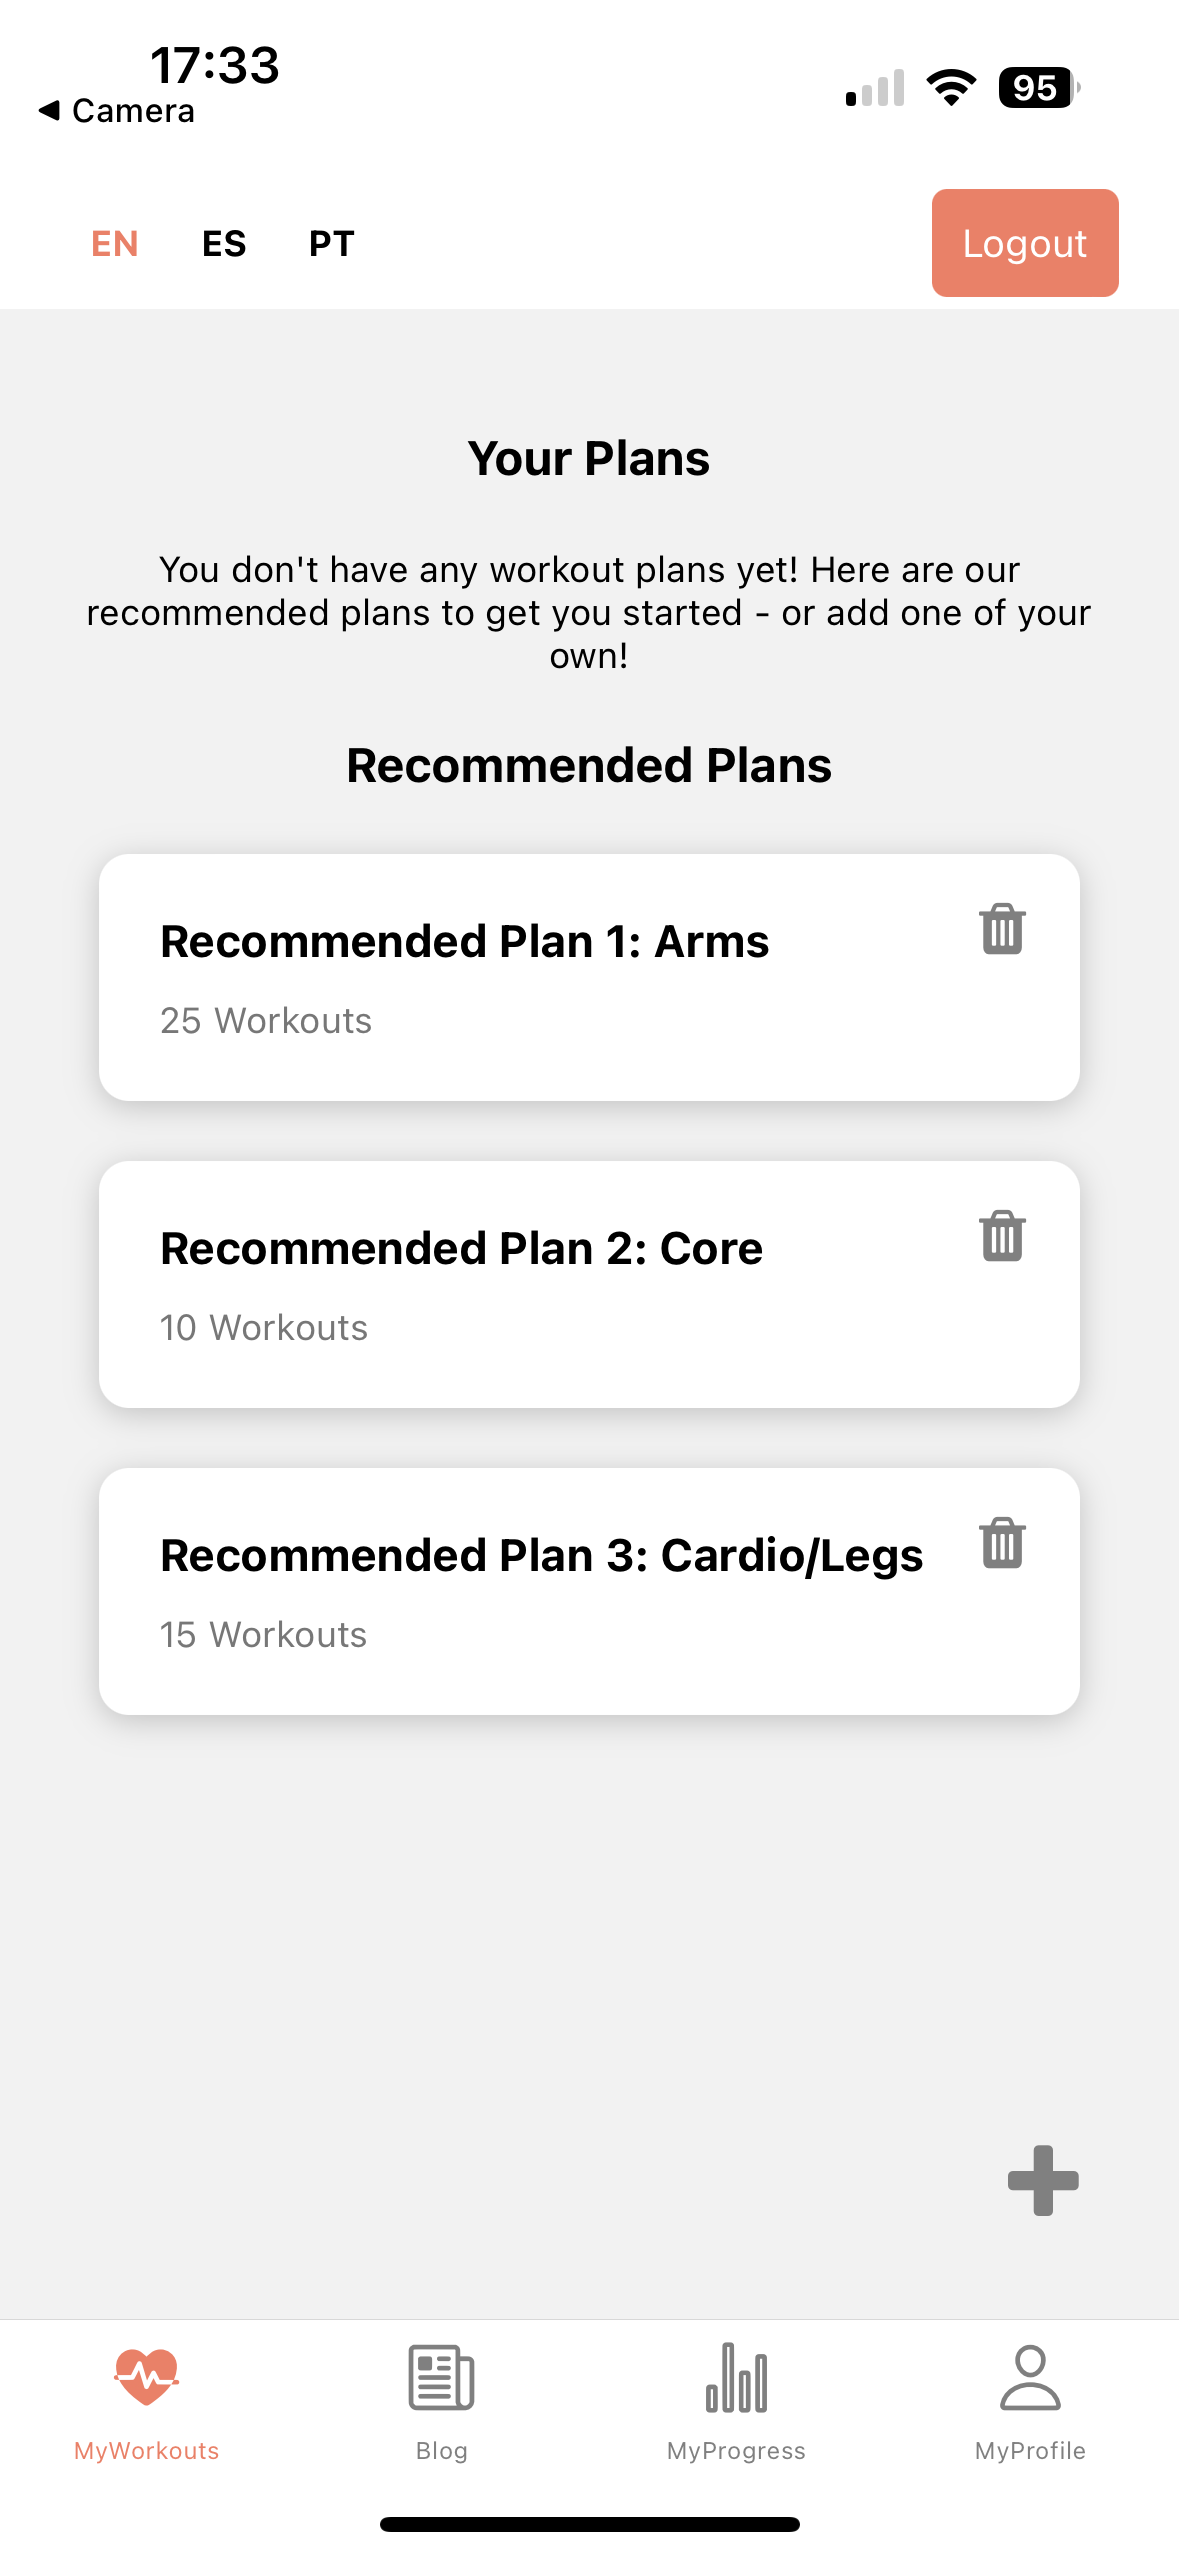 17:33
Camera
95
EN ES PT
Logout
Your Plans
You don't have any workout plans yet! Here are our
recommended plans to get you started - or add one of your
own!
Recommended Plans
Recommended Plan 1: Arms
25 Workouts
Recommended Plan 2: Core
10 Workouts
Recommended Plan 3: Cardio/Legs
15 Workouts
MyWorkouts
Blog
MyProgress
MyProfile